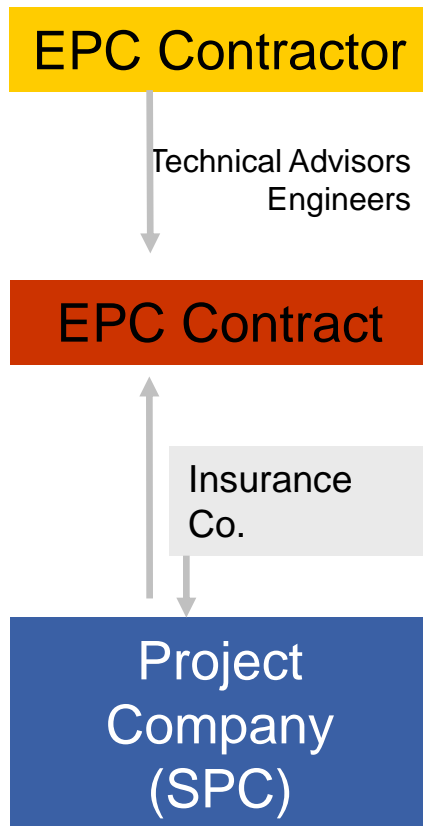 EPC Contractor
Technical Advisors
Engineers
EPC Contract
Insurance
Co.
Project
Company
(SPC)